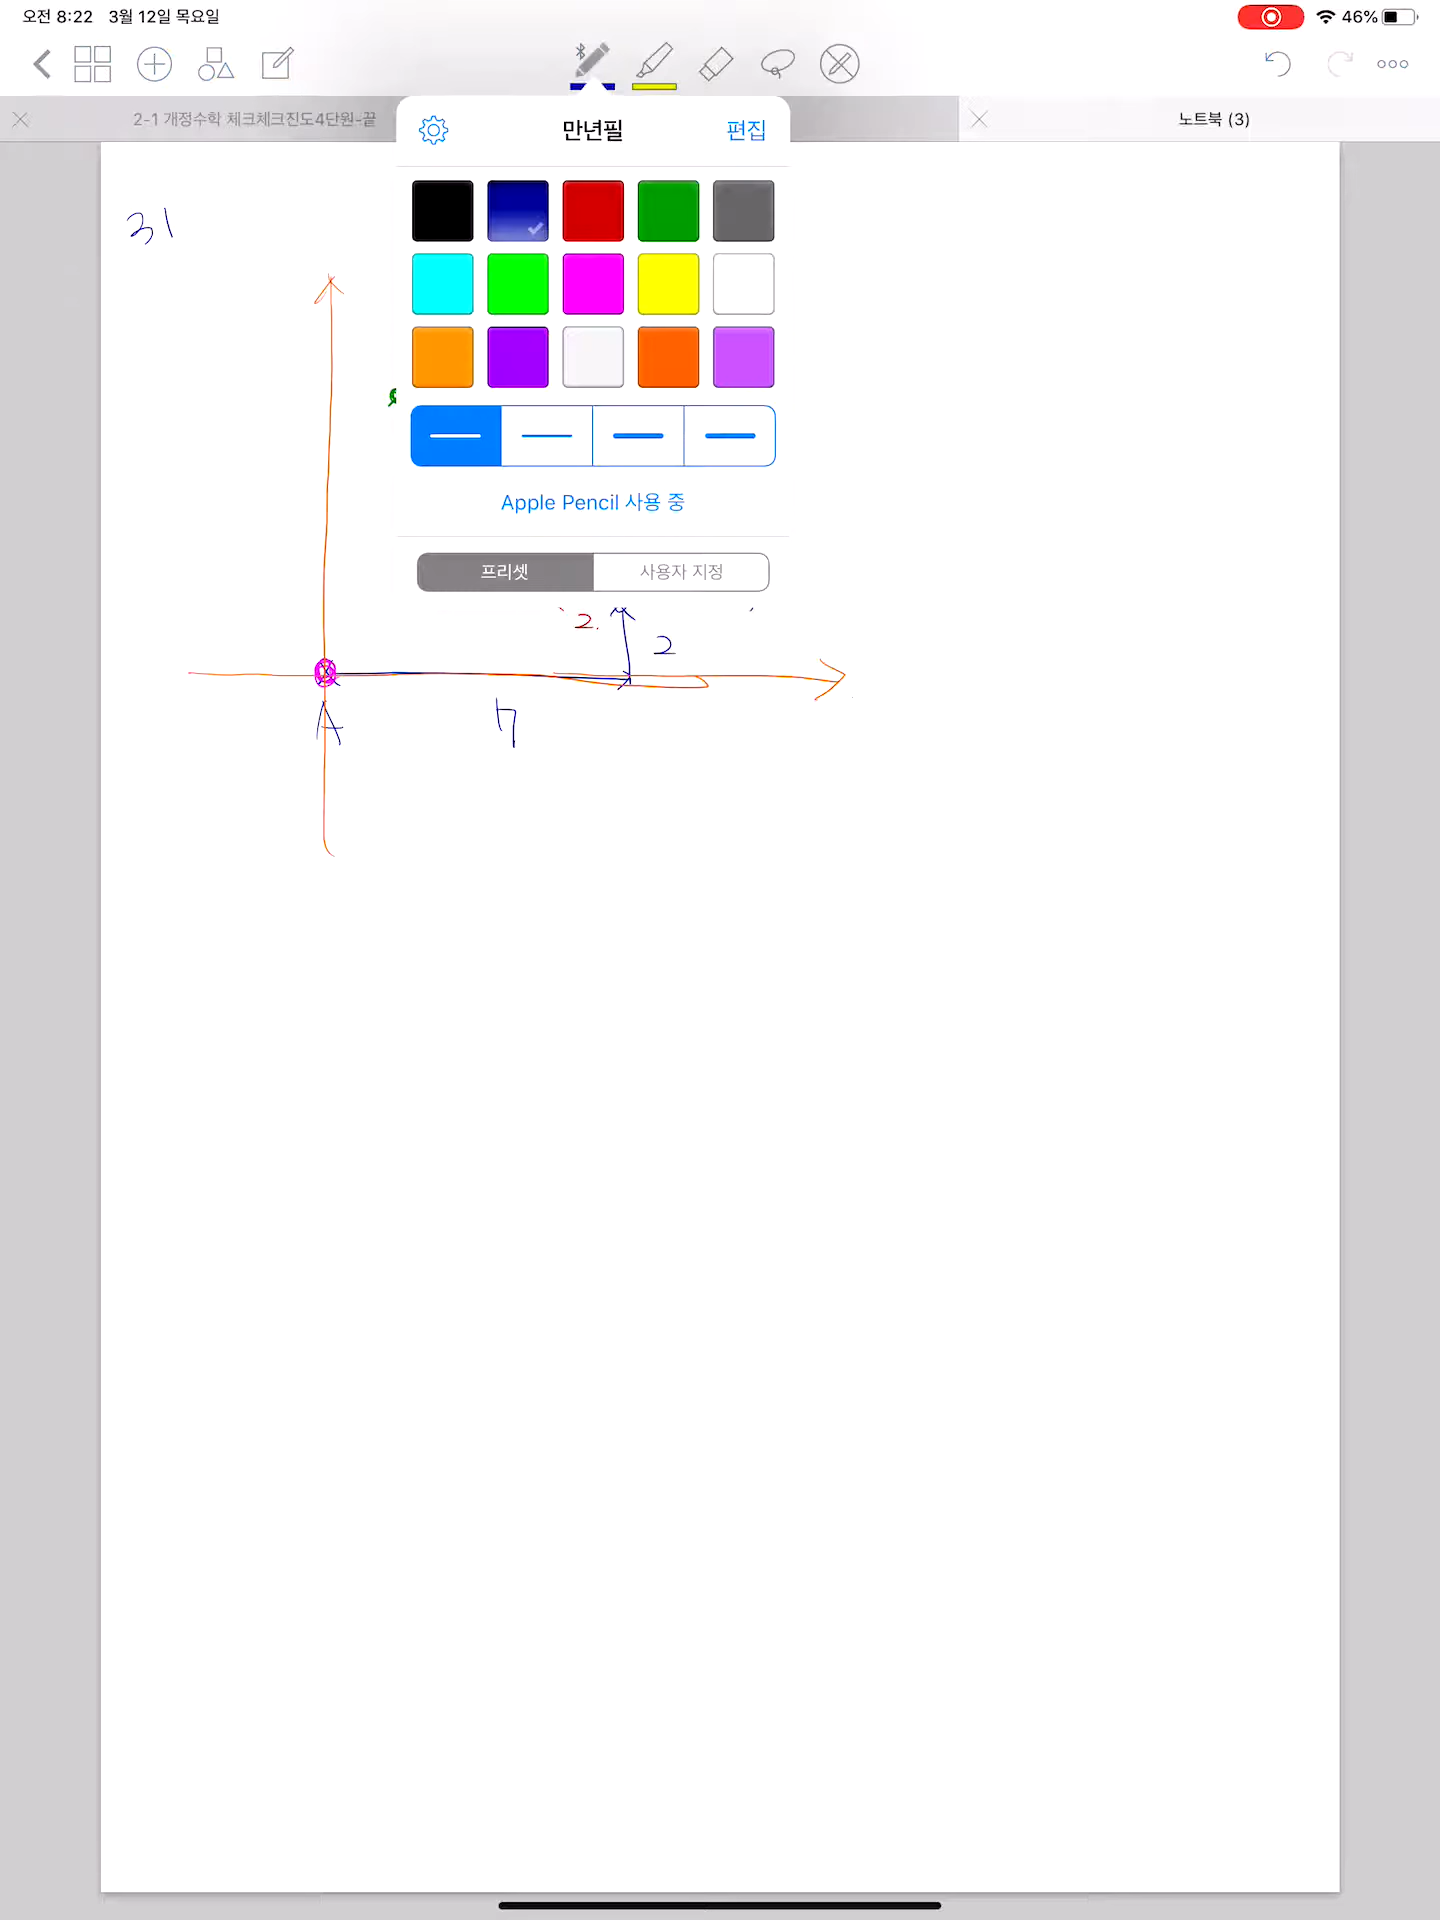 오전 8:22 3월 12일 목요일
46%
2-1 개정수학 체크체크진도4단원-끝
노트북 (3)
만년필
편집
31
Apple Pencil 사용 중
프리셋
사용자 지정
2.
2
A
7